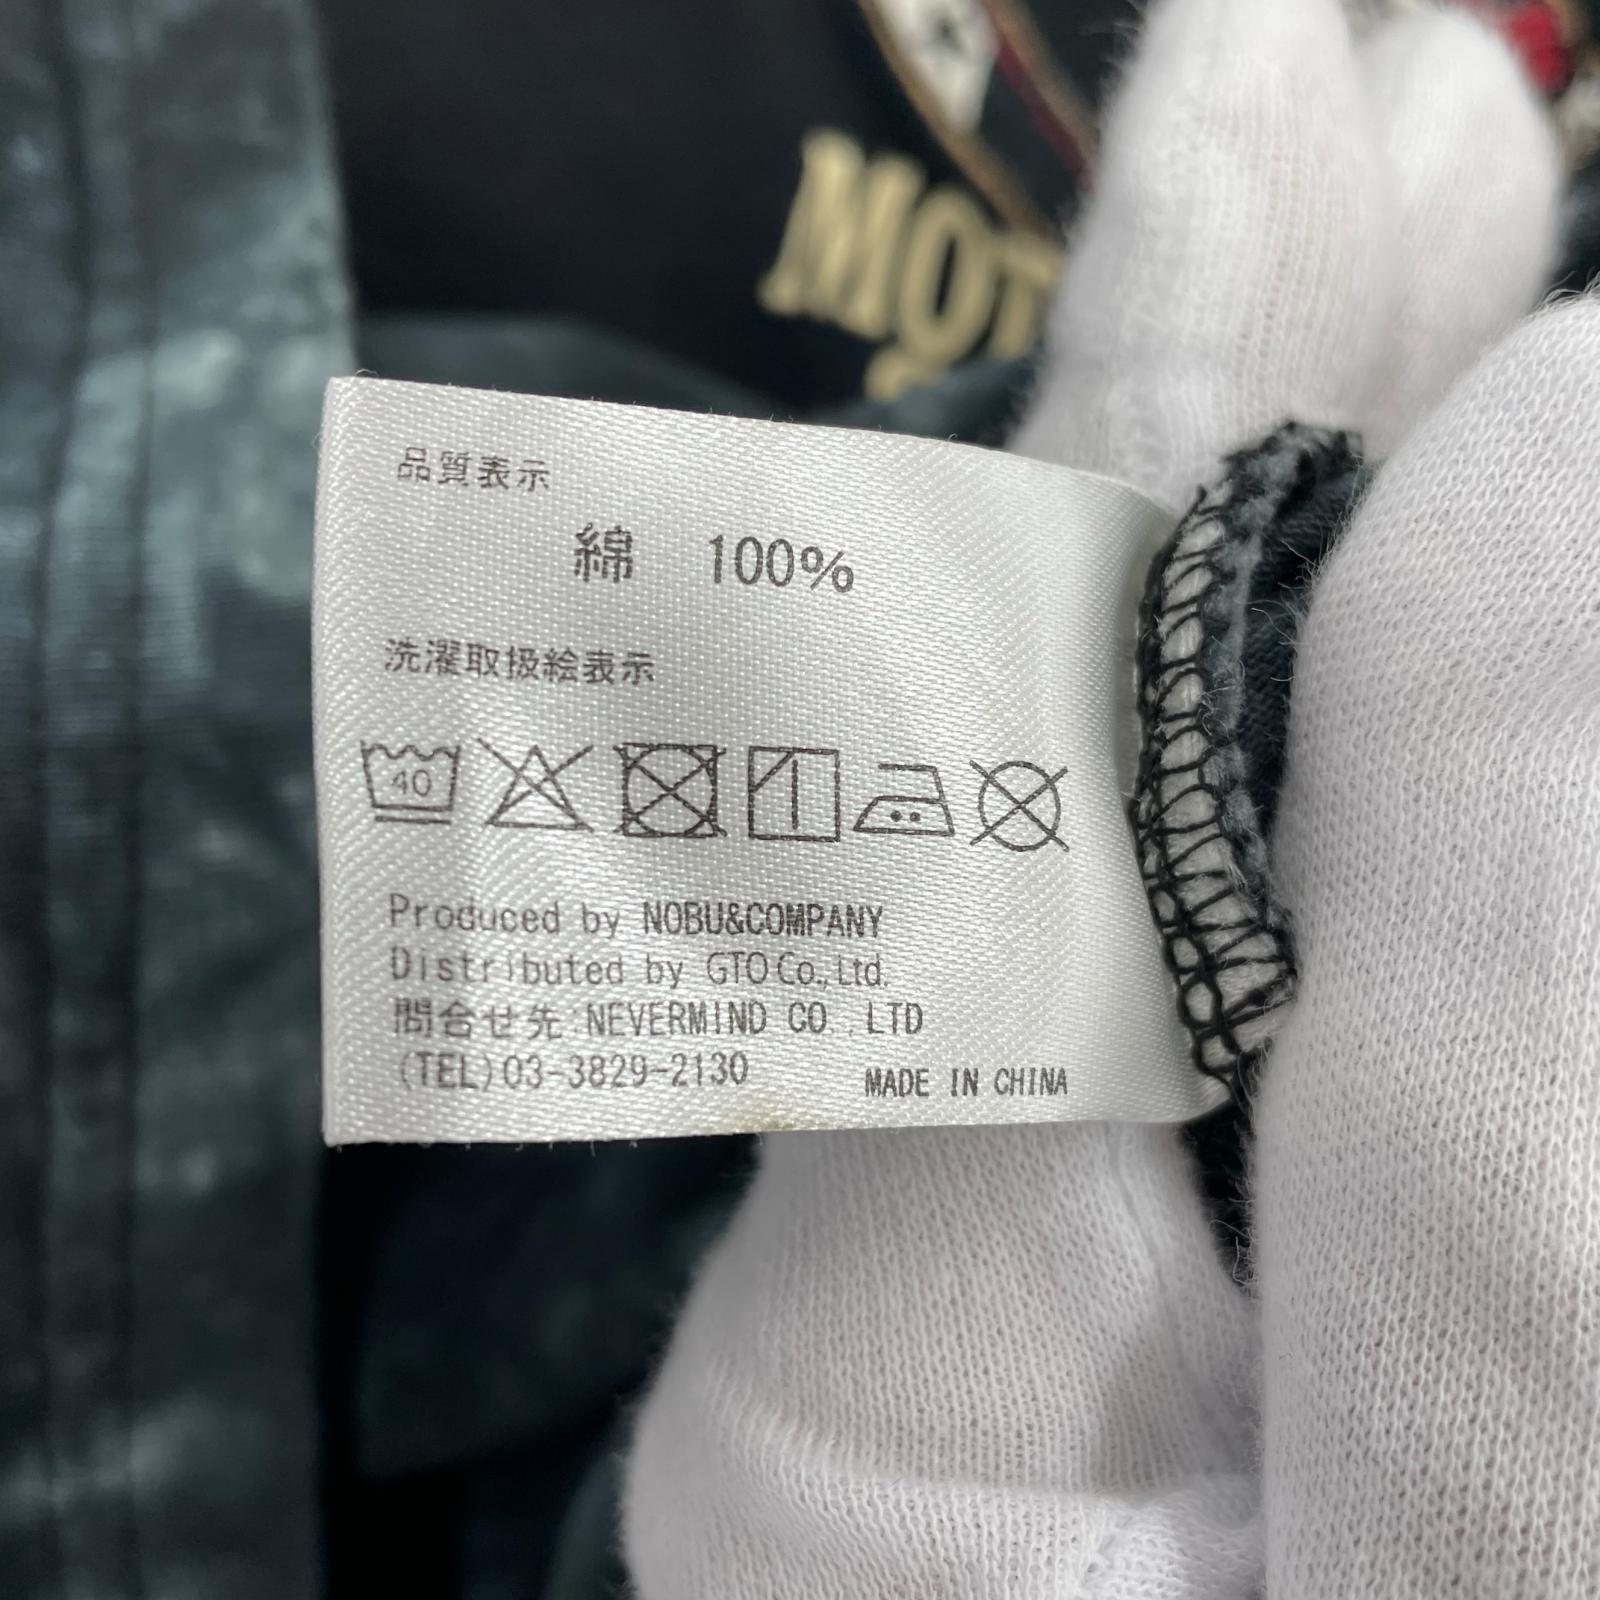 MOT
品質表示
綿 100%
洗濯取扱絵表示
40
Produced by NOBU&COMPANY
Distributed by GTO Co., Ltd.
問合せ先:NEVERMIND CO.,LTD
(TEL)03-3829-2130
MADE IN CHINA